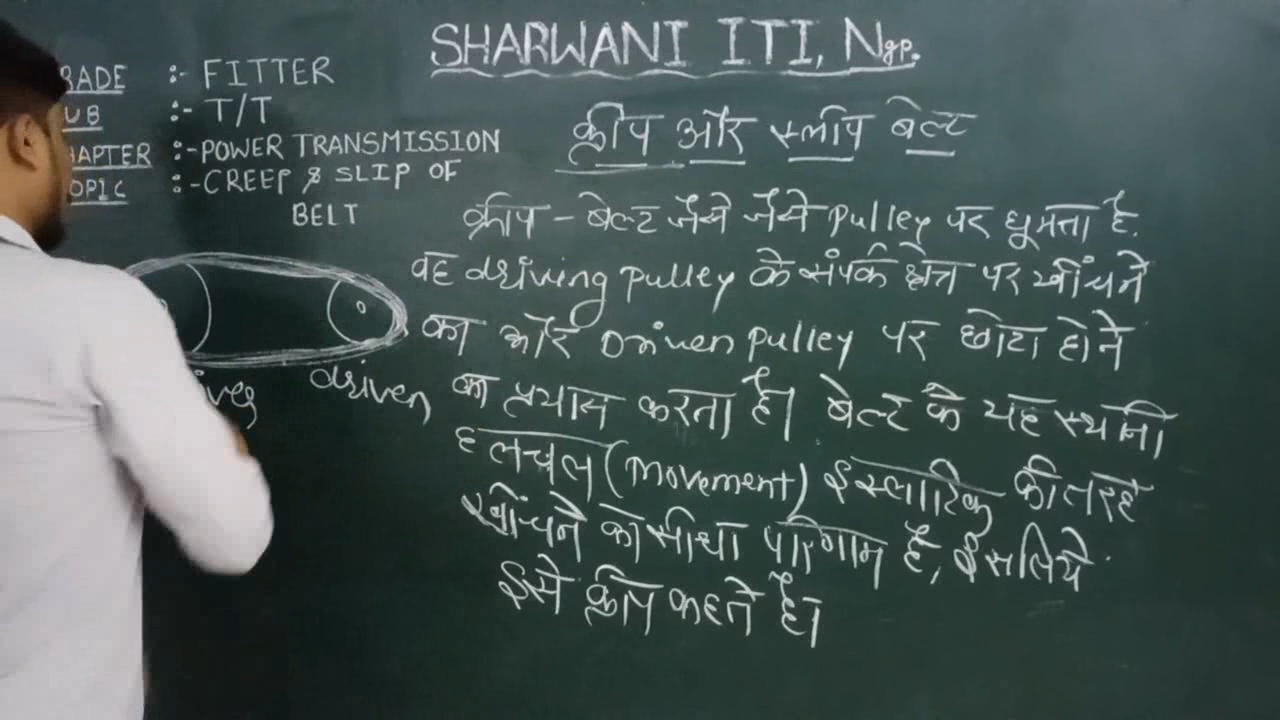 SHARWANI ITI, Ngp.
RADE :- FITTER
UB :- T/T
HAPTER :- POWER TRANSMISSION
OPIC :- CREEP & SLIP OF
BELT
क्रीप और स्लीप बेल्ट
क्रीप - बेल्ट जैसे जैसे pulley पर घूमता है.
वह driving pulley के संपर्क क्षेत्र पर खींचने
का और Driven pulley पर छोटा होने
का प्रयास करता है। बेल्ट के यह स्थानी
हलचल (Movement) इस्लाटिक की तरह
खींचने का सीधा परिणाम है, इसलिये
इसे क्रीप कहते है।
iver driven